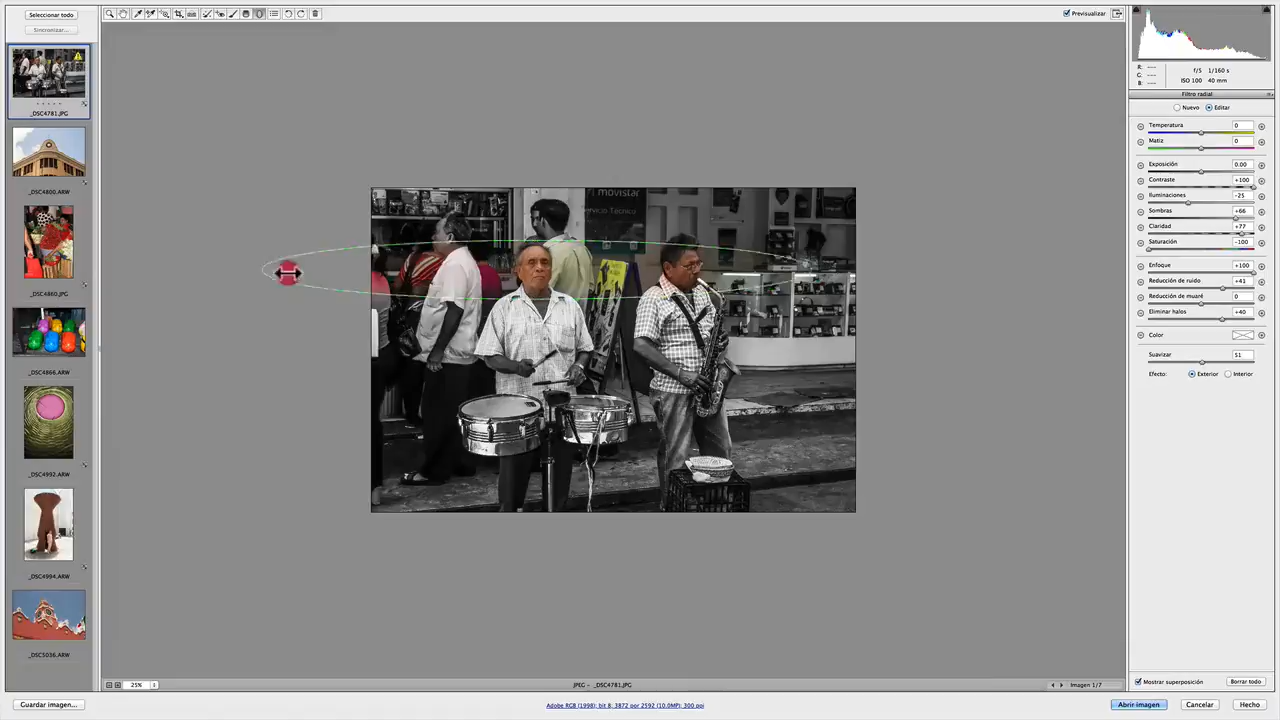 Seleccionar todo
Sincronizar...
_DSC4781.JPG
_DSC4800.ARW
_DSC4860.JPG
_DSC4866.ARW
_DSC4992.ARW
_DSC4994.ARW
_DSC5036.ARW
Guardar imagen...
Previsualizar
movistar
Servicio Técnico
25%
JPEG - _DSC4781.JPG
Imagen 1/7
Adobe RGB (1998); bit 8; 3872 por 2592 (10.0MP); 300 ppi
R: ---
G: ---
B: ---
f/5 1/160 s
ISO 100 40 mm
Filtro radial
Nuevo Editar
Temperatura 0
Matiz 0
Exposición 0.00
Contraste +100
Iluminaciones -25
Sombras +66
Claridad +77
Saturación -100
Enfoque +100
Reducción de ruido +41
Reducción de muaré 0
Eliminar halos +40
Color
Suavizar 51
Efecto: Exterior Interior
Mostrar superposición Borrar todo
Abrir imagen Cancelar Hecho